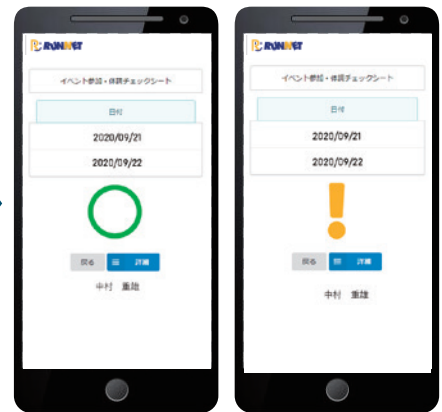 RUNNET
イベント参加・体調チェックシート
日付
2020/09/21
2020/09/22
戻る 詳細
中村 重雄
RUNNET
イベント参加・体調チェックシート
日付
2020/09/21
2020/09/22
戻る 詳細
中村 重雄